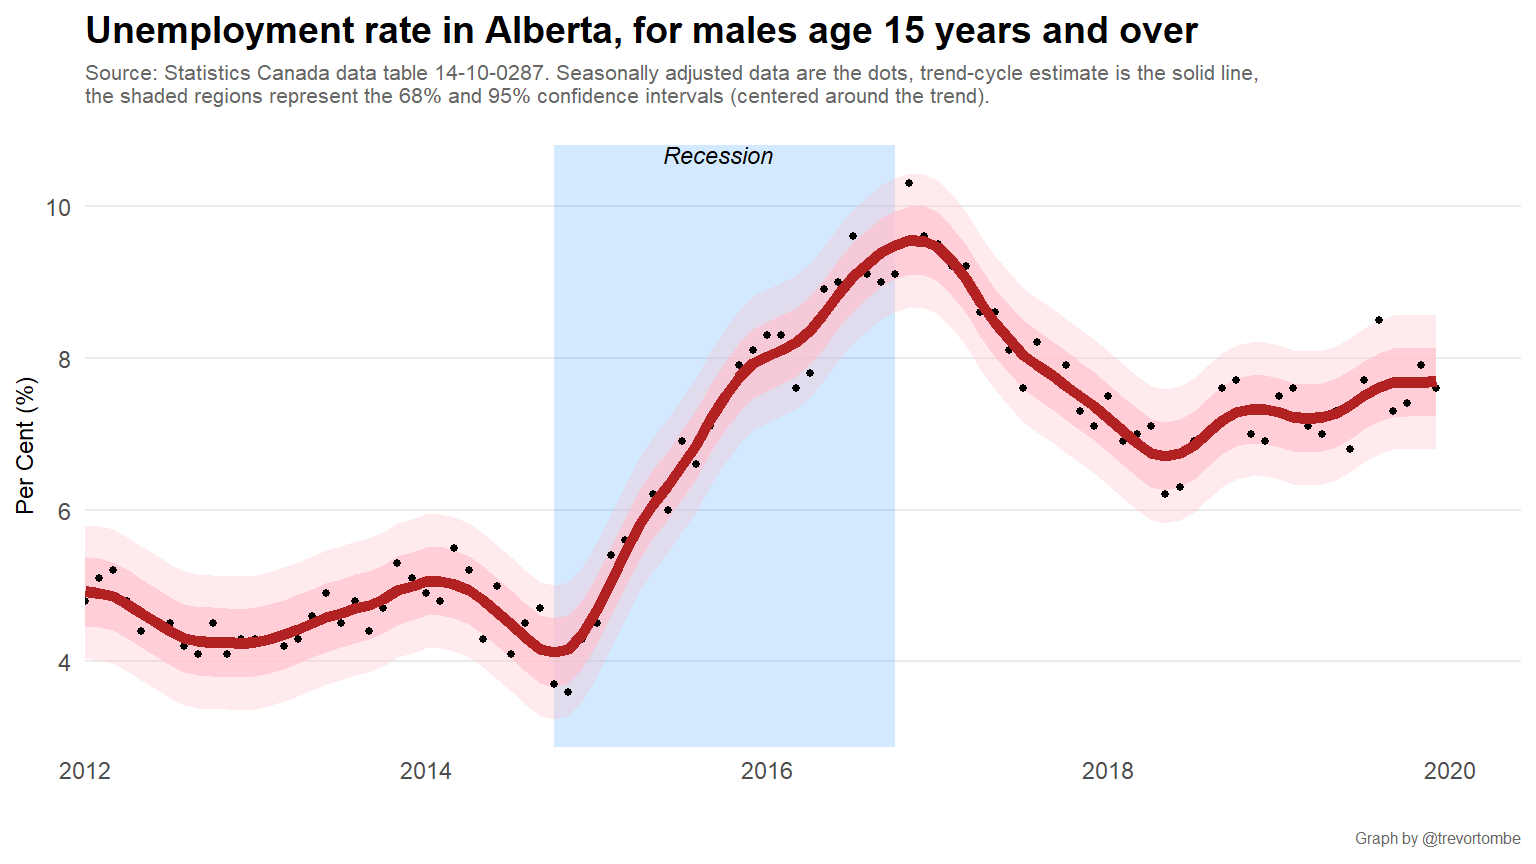 Unemployment rate in Alberta, for males age 15 years and over
Source: Statistics Canada data table 14-10-0287. Seasonally adjusted data are the dots, trend-cycle estimate is the solid line,
the shaded regions represent the 68% and 95% confidence intervals (centered around the trend).
Recession
10
8
6
4
Per Cent (%)
2012
2014
2016
2018
2020
Graph by @trevortombe